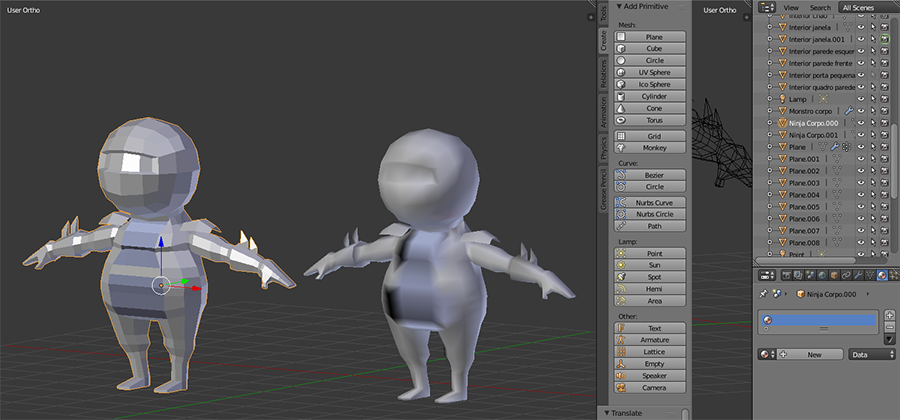 User Ortho
Tools
Create
Relations
Animation
Physics
Grease Pencil
Add Primitive
Mesh:
Plane
Cube
Circle
UV Sphere
Ico Sphere
Cylinder
Cone
Torus
Grid
Monkey
Curve:
Bezier
Circle
Nurbs Curve
Nurbs Circle
Path
Lamp:
Point
Sun
Spot
Hemi
Area
Other:
Text
Armature
Lattice
Empty
Speaker
Camera
Translate
User Ortho
View Search All Scenes
Interior chao
Interior janela
Interior janela.001
Interior parede esquer
Interior parede frente
Interior porta pequena
Interior quadro parede
Lamp
Monstro corpo
Ninja Corpo.000
Ninja Corpo.001
Plane
Plane.001
Plane.002
Plane.003
Plane.004
Plane.005
Plane.006
Plane.007
Plane.008
Point
Ninja Corpo.000
New Data